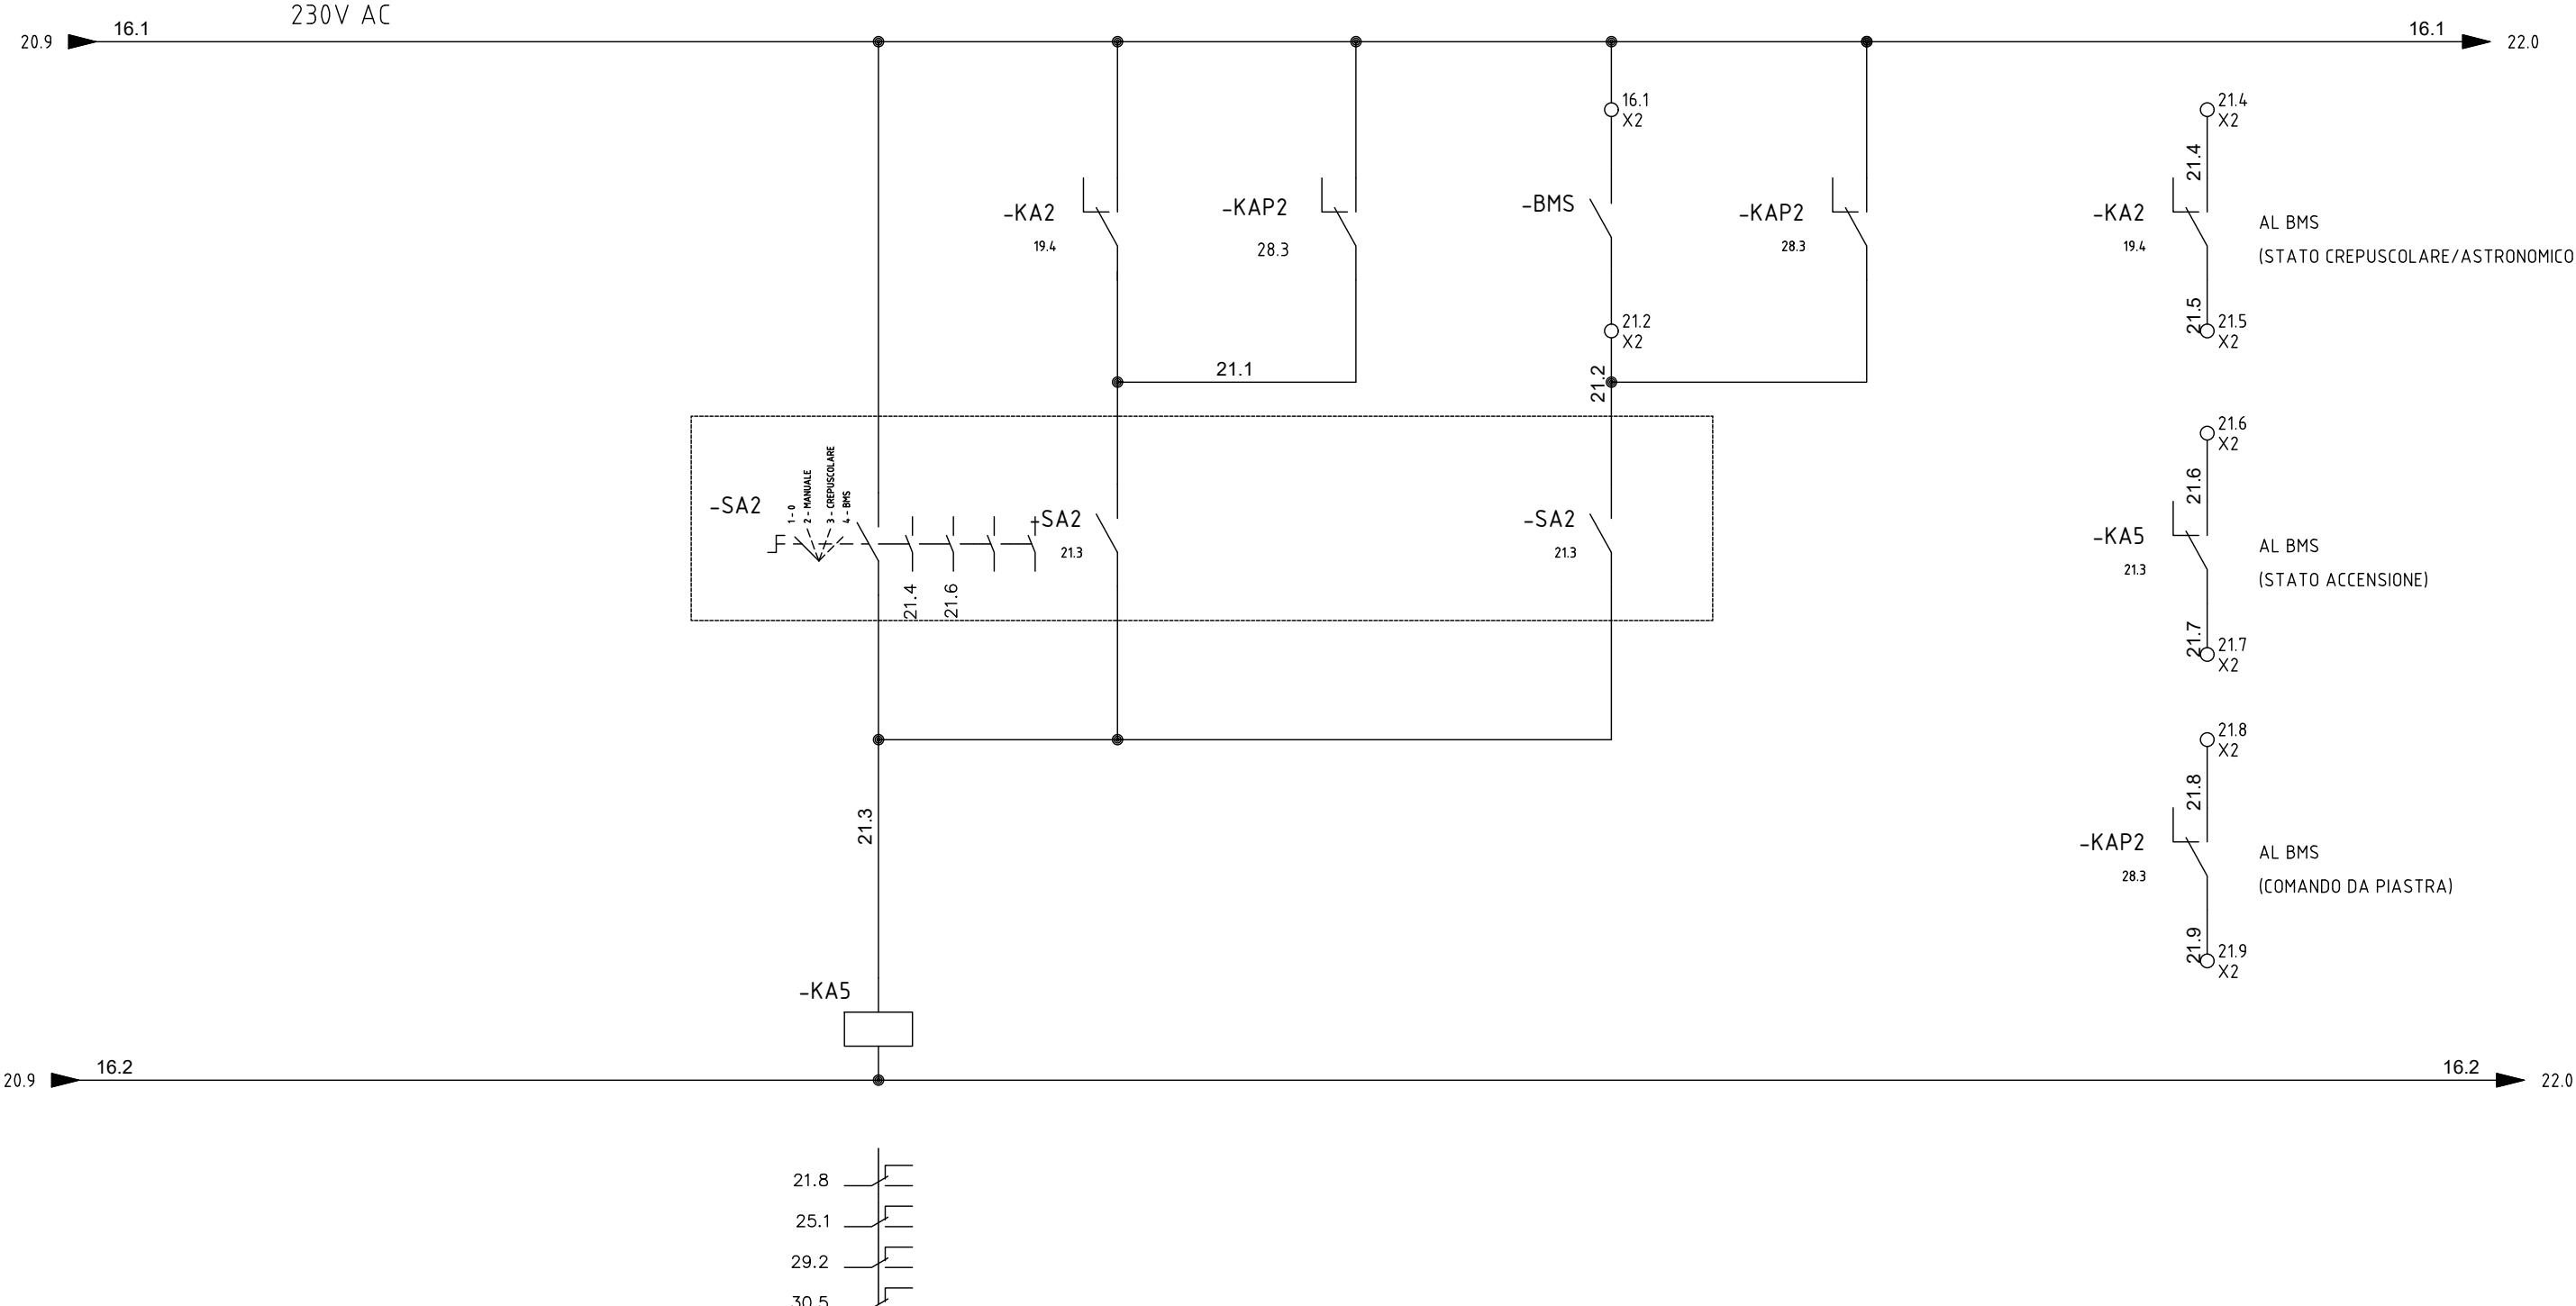 230V AC
20.9
16.1
16.1
22.0
16.1
X2
21.4
X2
21.4
-KA2
19.4
-KAP2
28.3
-BMS
-KAP2
28.3
-KA2
19.4
AL BMS
(STATO CREPUSCOLARE/ASTRONOMICO
21.2
X2
21.5
21.5
X2
21.1
21.2
21.6
X2
21.6
-SA2
1 - 0
2 - MANUALE
3 - CREPUSCOLARE
4 - BMS
-SA2
21.3
-SA2
21.3
21.4
21.6
-KA5
21.3
AL BMS
(STATO ACCENSIONE)
21.7
21.7
X2
21.8
X2
21.8
21.3
-KAP2
28.3
AL BMS
(COMANDO DA PIASTRA)
21.9
21.9
X2
-KA5
20.9
16.2
16.2
22.0
21.8
25.1
29.2
30.5